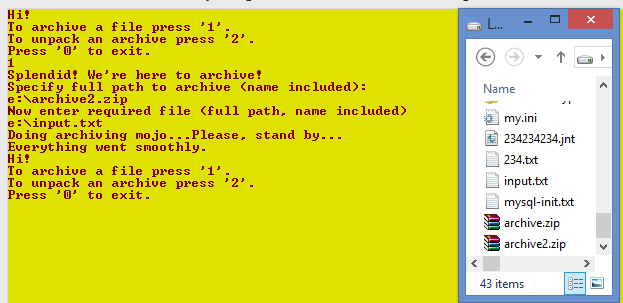 Hi!
To archive a file press '1'.
To unpack an archive press '2'.
Press '0' to exit.
1
Splendid! We're here to archive!
Specify full path to archive (name included):
e:\archive2.zip
Now enter required file (full path, name included)
e:\input.txt
Doing archiving mojo...Please, stand by...
Everything went smoothly.
Hi!
To archive a file press '1'.
To unpack an archive press '2'.
Press '0' to exit.
L...
Name
my.ini
234234234.jnt
234.txt
input.txt
mysql-init.txt
archive.zip
archive2.zip
43 items